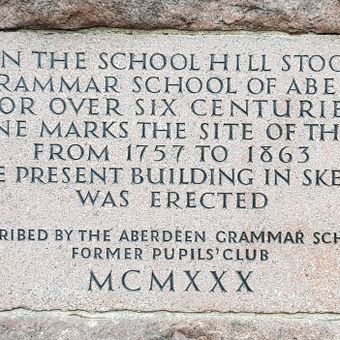 N THE SCHOOL HILL STOO
GRAMMAR SCHOOL OF ABE
OR OVER SIX CENTURIE
NE MARKS THE SITE OF TH
FROM 1757 TO 1863
E PRESENT BUILDING IN SKE
WAS ERECTED
RIBED BY THE ABERDEEN GRAMMAR SCH
FORMER PUPILS' CLUB
MCMXXX